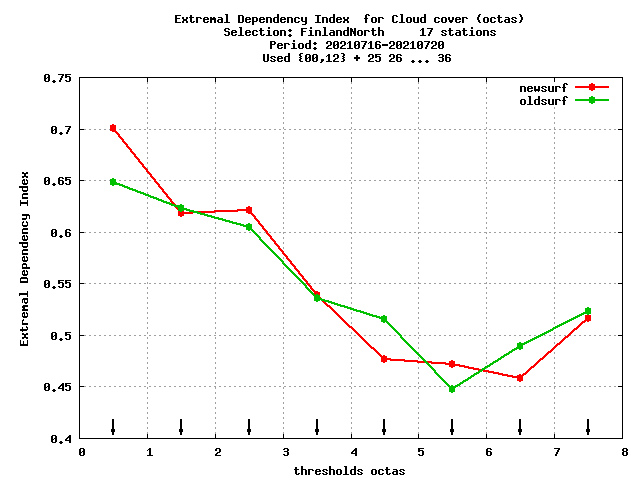 Extremal Dependency Index  for Cloud cover (octas)
Selection: FinlandNorth     17 stations
Period: 20210716-20210720
Used {00,12} + 25 26 ... 36
newsurf
oldsurf
0.75
0.7
0.65
0.6
0.55
0.5
0.45
0.4
Extremal Dependency Index
0 1 2 3 4 5 6 7 8
thresholds octas